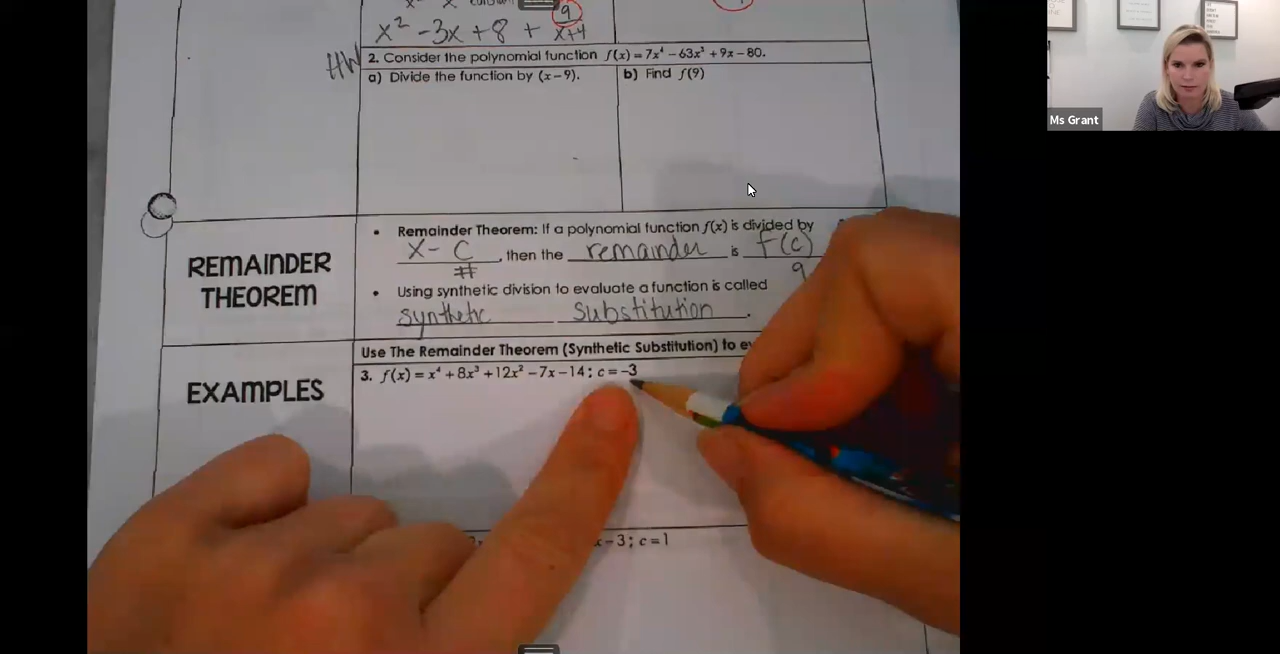 9
x² - 3x + 8 + x+4
HW
2. Consider the polynomial function f(x) = 7x⁴ - 63x³ + 9x - 80.
a) Divide the function by (x - 9).
b) Find f(9)
REMAINDER THEOREM
• Remainder Theorem: If a polynomial function f(x) is divided by
x - c, then the remainder is f(c)
#
9
• Using synthetic division to evaluate a function is called
synthetic substitution.
EXAMPLES
Use The Remainder Theorem (Synthetic Substitution) to
3. f(x) = x⁴ + 8x³ + 12x² - 7x - 14; c = -3
x - 3; c = 1
Ms Grant